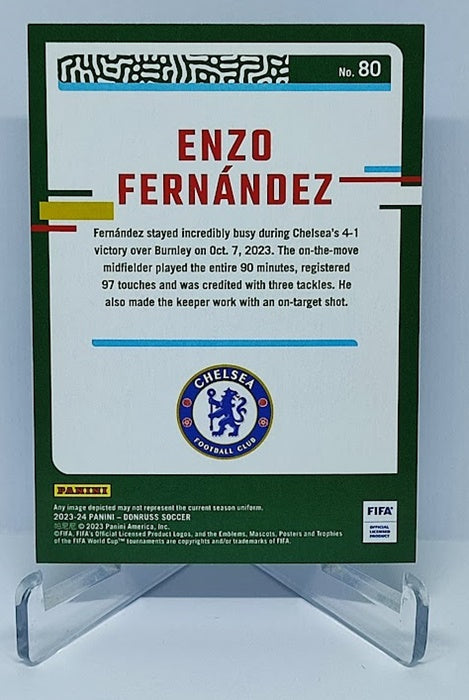 No. 80
ENZO
FERNÁNDEZ
Fernández stayed incredibly busy during Chelsea's 4-1
victory over Burnley on Oct. 7, 2023. The on-the-move
midfielder played the entire 90 minutes, registered
97 touches and was credited with three tackles. He
also made the keeper work with an on-target shot.
CHELSEA
FOOTBALL CLUB
PANINI
Any image depicted may not represent the current season uniform.
2023-24 PANINI – DONRUSS SOCCER
帕尼尼 © 2023 Panini America, Inc.
©FIFA, FIFA's Official Licensed Product Logos, and the Emblems, Mascots, Posters and Trophies
of the FIFA World Cup™ tournaments are copyrights and/or trademarks of FIFA.
FIFA®
OFFICIAL
LICENSED
PRODUCT